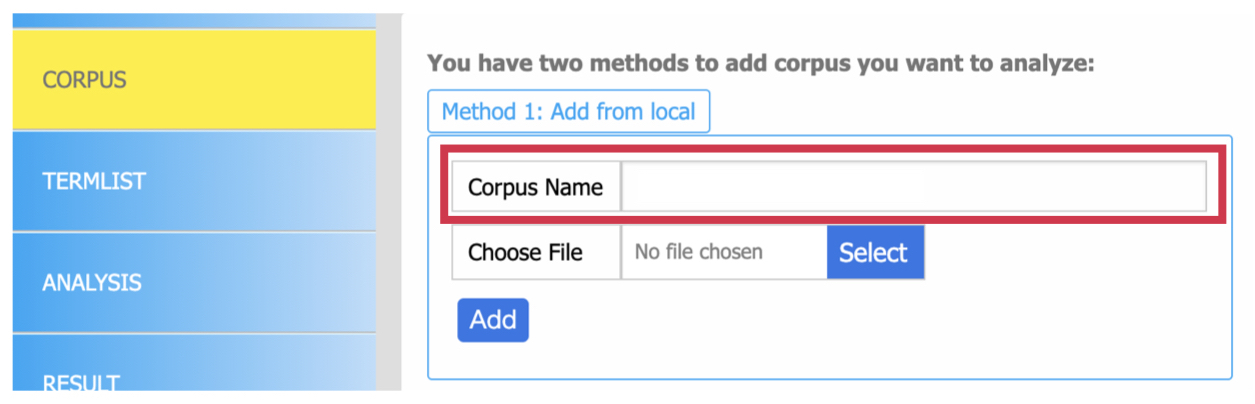 CORPUS
TERMLIST
ANALYSIS
RESULT
You have two methods to add corpus you want to analyze:
Method 1: Add from local
Corpus Name
Choose File No file chosen Select
Add